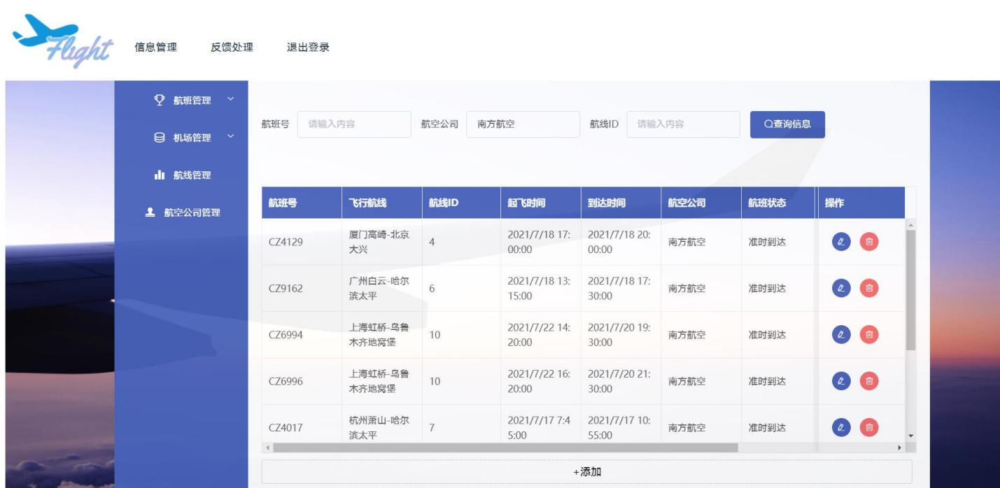 Flight
信息管理 反馈处理 退出登录
航班管理
机场管理
航线管理
航空公司管理
航班号 请输入内容 航空公司 南方航空 航线ID 请输入内容 查询信息
航班号 飞行航线 航线ID 起飞时间 到达时间 航空公司 航班状态 操作
CZ4129 厦门高崎-北京 4 2021/7/18 17: 2021/7/18 20: 南方航空 准时到达
大兴 00:00 00:00
CZ9162 广州白云-哈尔 6 2021/7/18 13: 2021/7/18 17: 南方航空 准时到达
滨太平 15:00 30:00
CZ6994 上海虹桥-乌鲁 10 2021/7/22 14: 2021/7/20 19: 南方航空 准时到达
木齐地窝堡 20:00 30:00
CZ6996 上海虹桥-乌鲁 10 2021/7/22 16: 2021/7/20 21: 南方航空 准时到达
木齐地窝堡 20:00 30:00
CZ4017 杭州萧山-哈尔 7 2021/7/17 7:4 2021/7/17 10: 南方航空 准时到达
滨太平 5:00 55:00
+添加